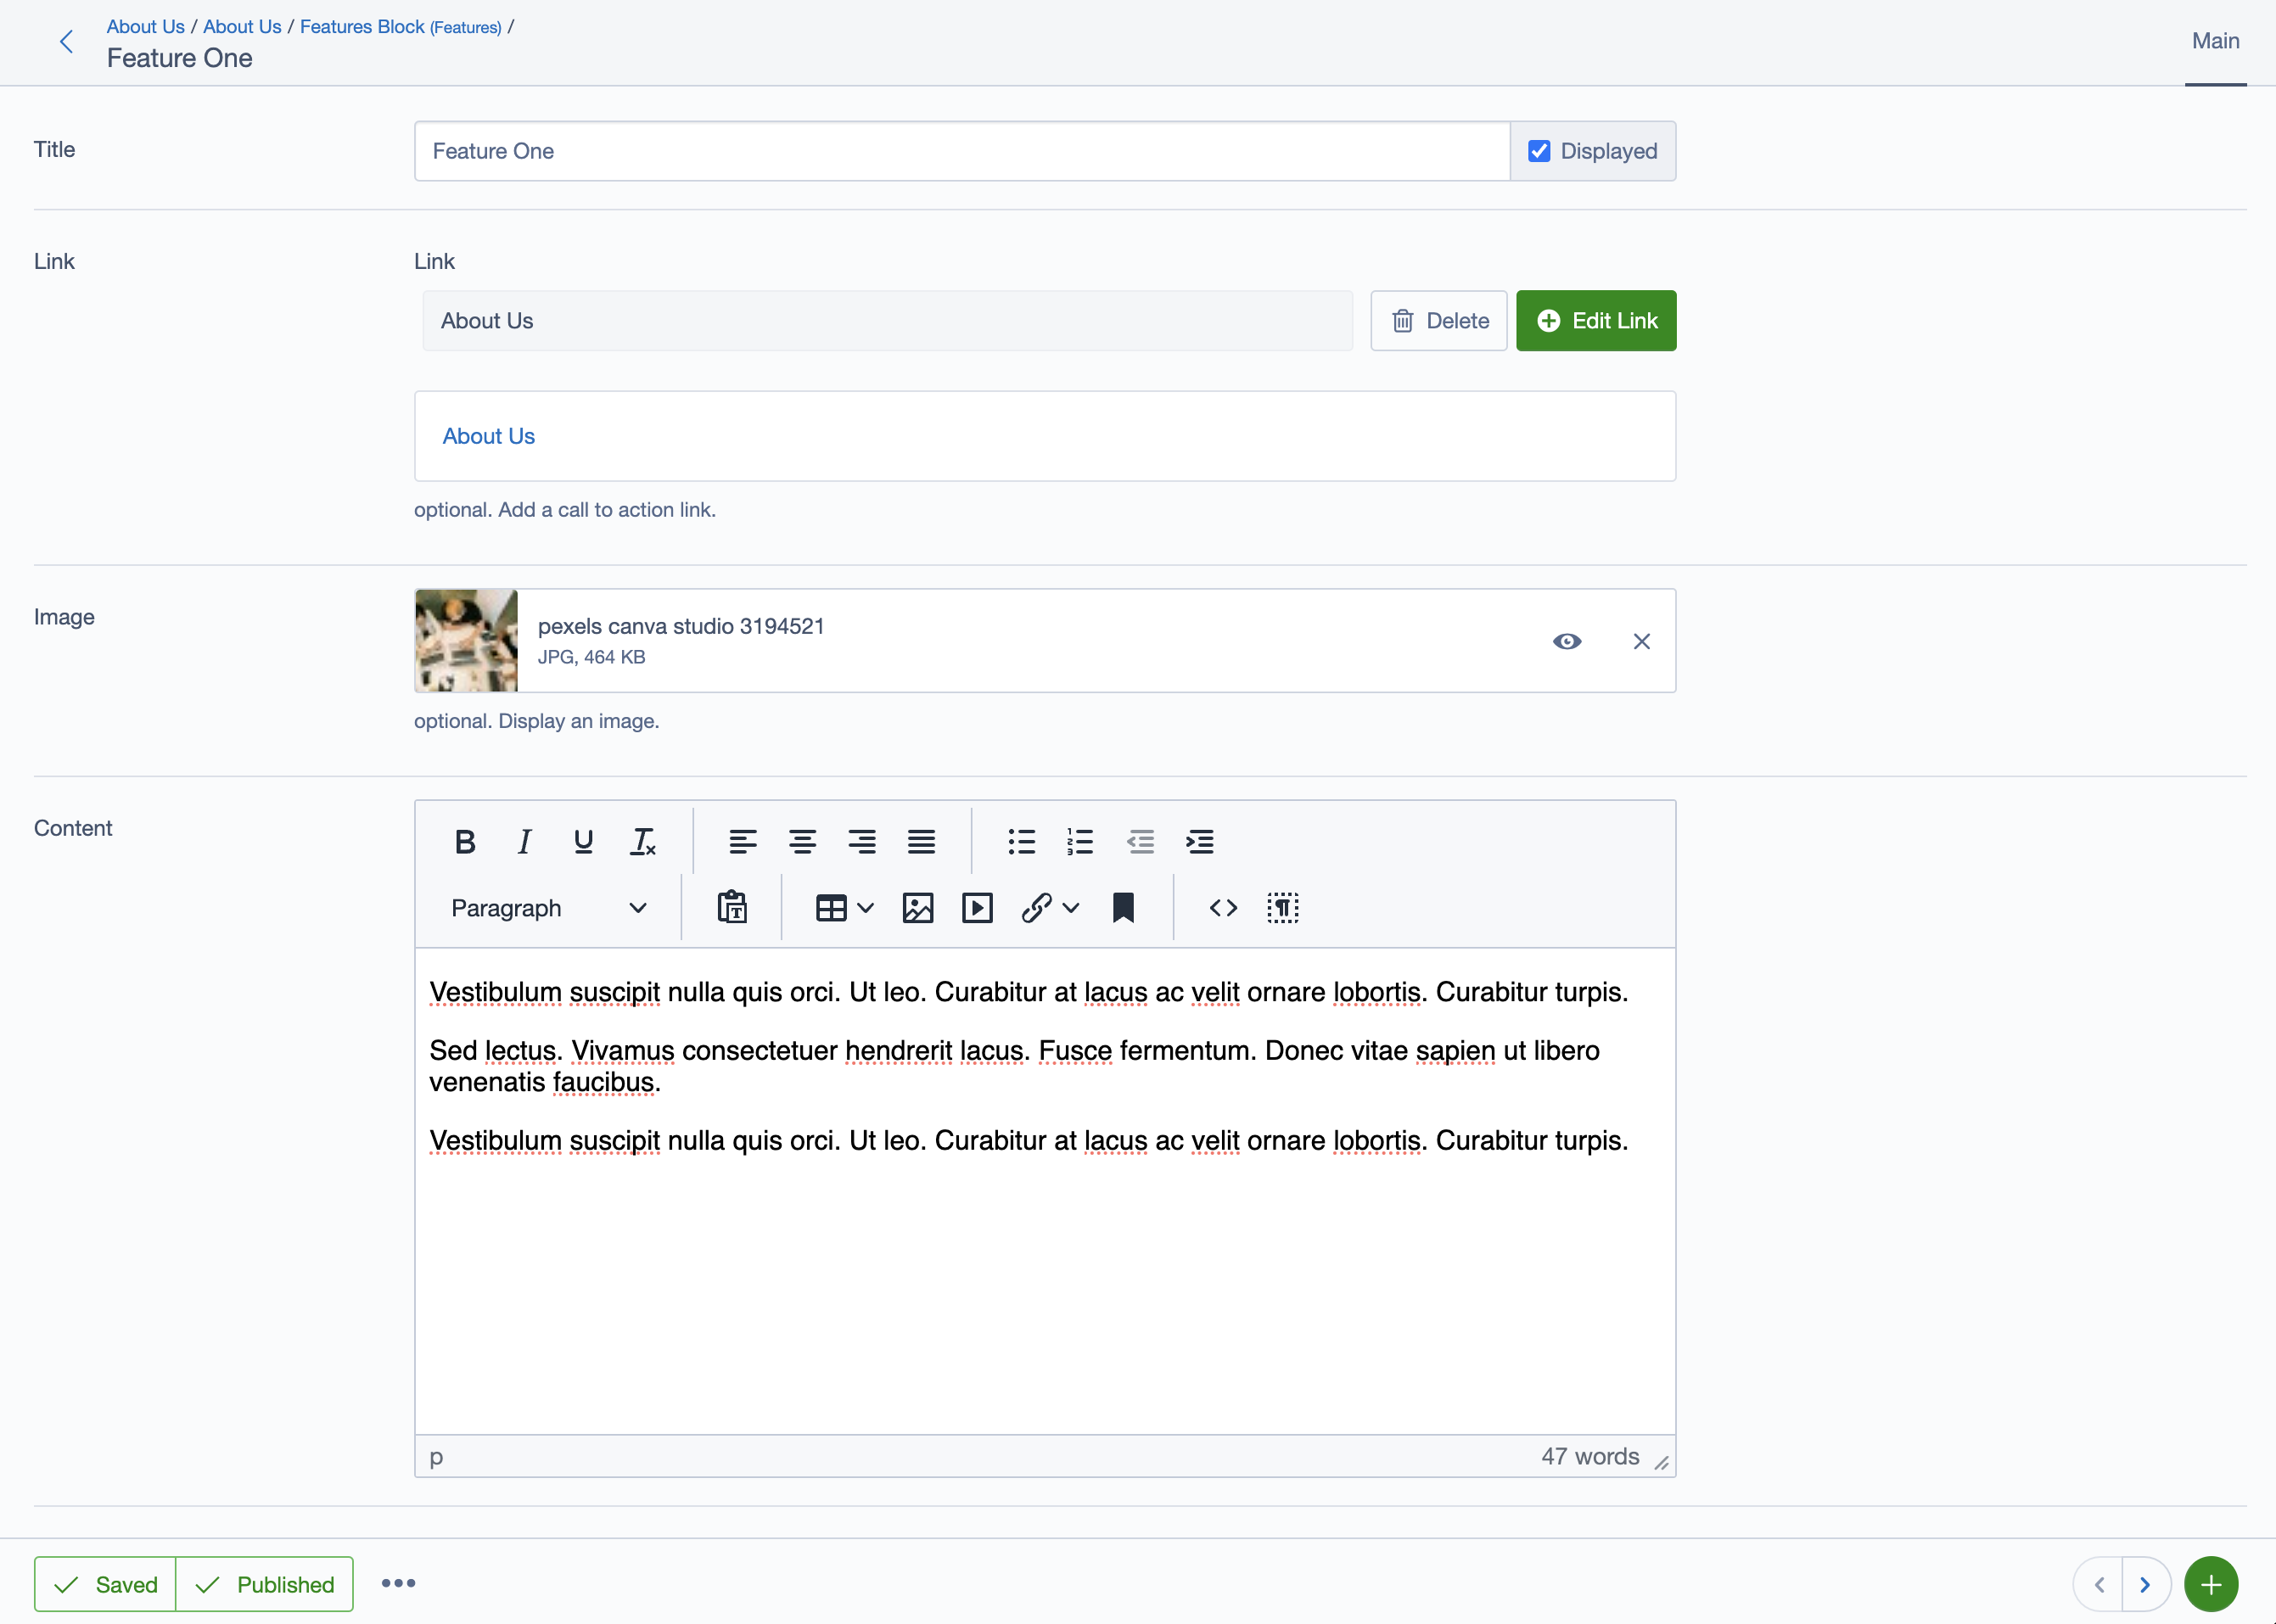 About Us / About Us / Features Block (Features) /
Feature One
Main
Title
Feature One
Displayed
Link
Link
About Us
Delete
Edit Link
About Us
optional. Add a call to action link.
Image
pexels canva studio 3194521
JPG, 464 KB
optional. Display an image.
Content
Paragraph
Vestibulum suscipit nulla quis orci. Ut leo. Curabitur at lacus ac velit ornare lobortis. Curabitur turpis.
Sed lectus. Vivamus consectetuer hendrerit lacus. Fusce fermentum. Donec vitae sapien ut libero
venenatis faucibus.
Vestibulum suscipit nulla quis orci. Ut leo. Curabitur at lacus ac velit ornare lobortis. Curabitur turpis.
p
47 words
Saved
Published